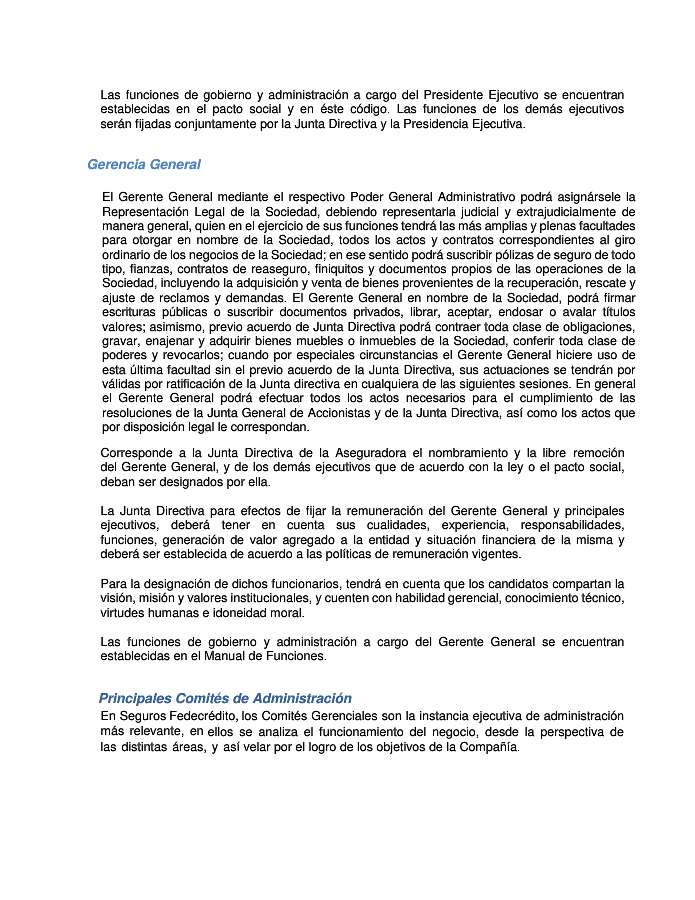 Las funciones de gobierno y administración a cargo del Presidente Ejecutivo se encuentran
establecidas en el pacto social y en éste código. Las funciones de los demás ejecutivos
serán fijadas conjuntamente por la Junta Directiva y la Presidencia Ejecutiva.
Gerencia General
El Gerente General mediante el respectivo Poder General Administrativo podrá asignársele la
Representación Legal de la Sociedad, debiendo representarla judicial y extrajudicialmente de
manera general, quien en el ejercicio de sus funciones tendrá las más amplias y plenas facultades
para otorgar en nombre de la Sociedad, todos los actos y contratos correspondientes al giro
ordinario de los negocios de la Sociedad; en ese sentido podrá suscribir pólizas de seguro de todo
tipo, fianzas, contratos de reaseguro, finiquitos y documentos propios de las operaciones de la
Sociedad, incluyendo la adquisición y venta de bienes provenientes de la recuperación, rescate y
ajuste de reclamos y demandas. El Gerente General en nombre de la Sociedad, podrá firmar
escrituras públicas o suscribir documentos privados, librar, aceptar, endosar o avalar títulos
valores; asimismo, previo acuerdo de Junta Directiva podrá contraer toda clase de obligaciones,
gravar, enajenar y adquirir bienes muebles o inmuebles de la Sociedad, conferir toda clase de
poderes y revocarlos; cuando por especiales circunstancias el Gerente General hiciere uso de
esta última facultad sin el previo acuerdo de la Junta Directiva, sus actuaciones se tendrán por
válidas por ratificación de la Junta directiva en cualquiera de las siguientes sesiones. En general
el Gerente General podrá efectuar todos los actos necesarios para el cumplimiento de las
resoluciones de la Junta General de Accionistas y de la Junta Directiva, así como los actos que
por disposición legal le correspondan.
Corresponde a la Junta Directiva de la Aseguradora el nombramiento y la libre remoción
del Gerente General, y de los demás ejecutivos que de acuerdo con la ley o el pacto social,
deban ser designados por ella.
La Junta Directiva para efectos de fijar la remuneración del Gerente General y principales
ejecutivos, deberá tener en cuenta sus cualidades, experiencia, responsabilidades,
funciones, generación de valor agregado a la entidad y situación financiera de la misma y
deberá ser establecida de acuerdo a las políticas de remuneración vigentes.
Para la designación de dichos funcionarios, tendrá en cuenta que los candidatos compartan la
visión, misión y valores institucionales, y cuenten con habilidad gerencial, conocimiento técnico,
virtudes humanas e idoneidad moral.
Las funciones de gobierno y administración a cargo del Gerente General se encuentran
establecidas en el Manual de Funciones.
Principales Comités de Administración
En Seguros Fedecrédito, los Comités Gerenciales son la instancia ejecutiva de administración
más relevante, en ellos se analiza el funcionamiento del negocio, desde la perspectiva de
las distintas áreas, y así velar por el logro de los objetivos de la Compañía.